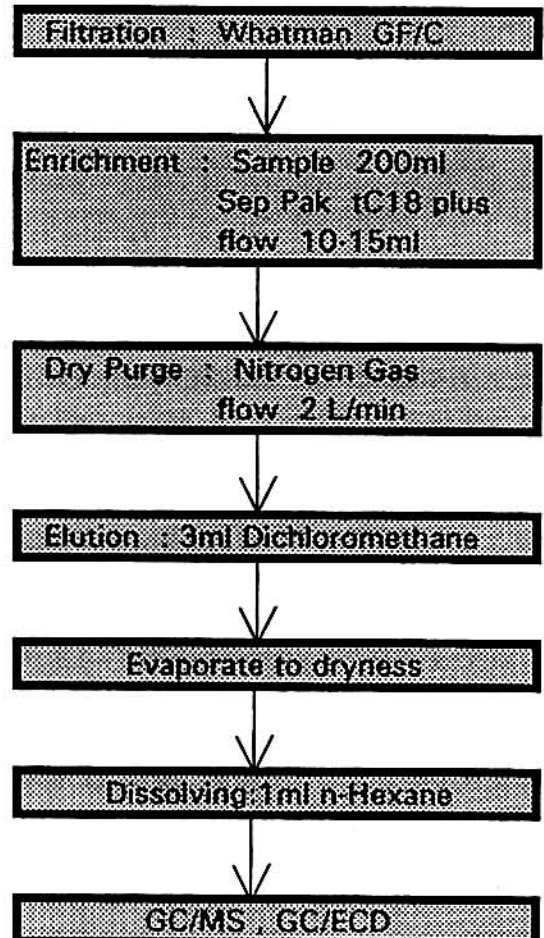 Filtration : Whatman GF/C
Enrichment : Sample 200ml
Sep Pak tC18 plus
flow 10-15ml
Dry Purge : Nitrogen Gas
flow 2 L/min
Elution : 3ml Dichloromethane
Evaporate to dryness
Dissolving:1ml n-Hexane
GC/MS , GC/ECD